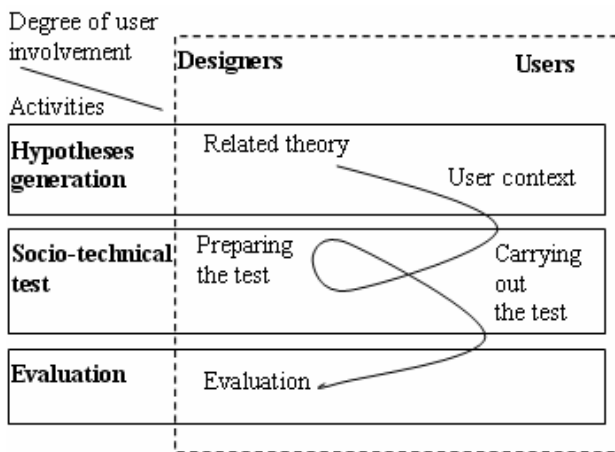 Degree of user
involvement
Designers
Users
Activities
Hypotheses
generation
Related theory
User context
Socio-technical
test
Preparing
the test
Carrying
out
the test
Evaluation
Evaluation